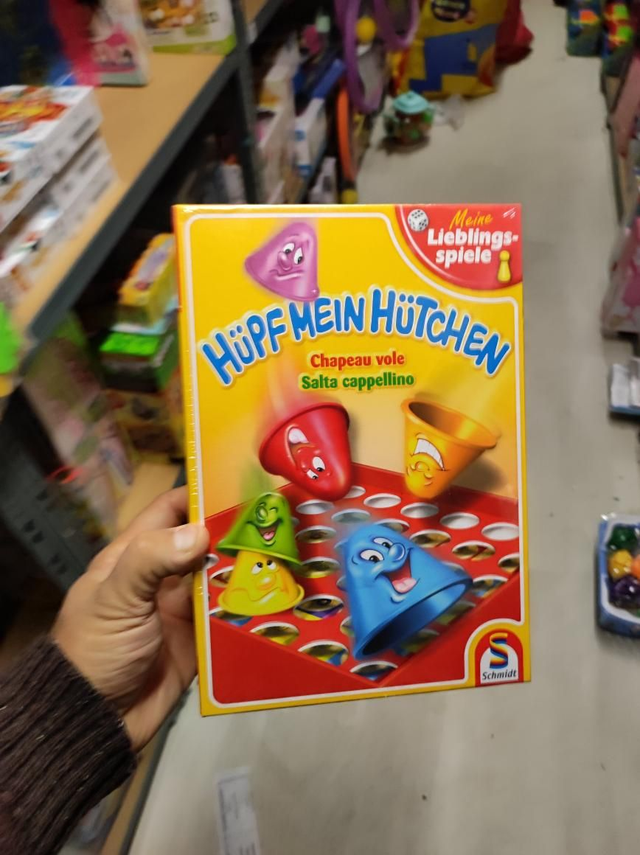 Meine
Lieblings-
spiele
HÜPF MEIN HÜTCHEN
Chapeau vole
Salta cappellino
S
Schmidt